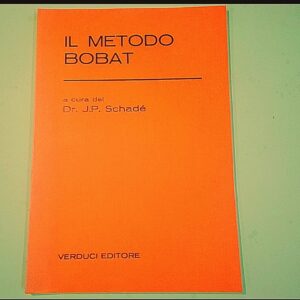 IL METODO
BOBAT
a cura del
Dr. J.P. Schadé
VERDUCI EDITORE